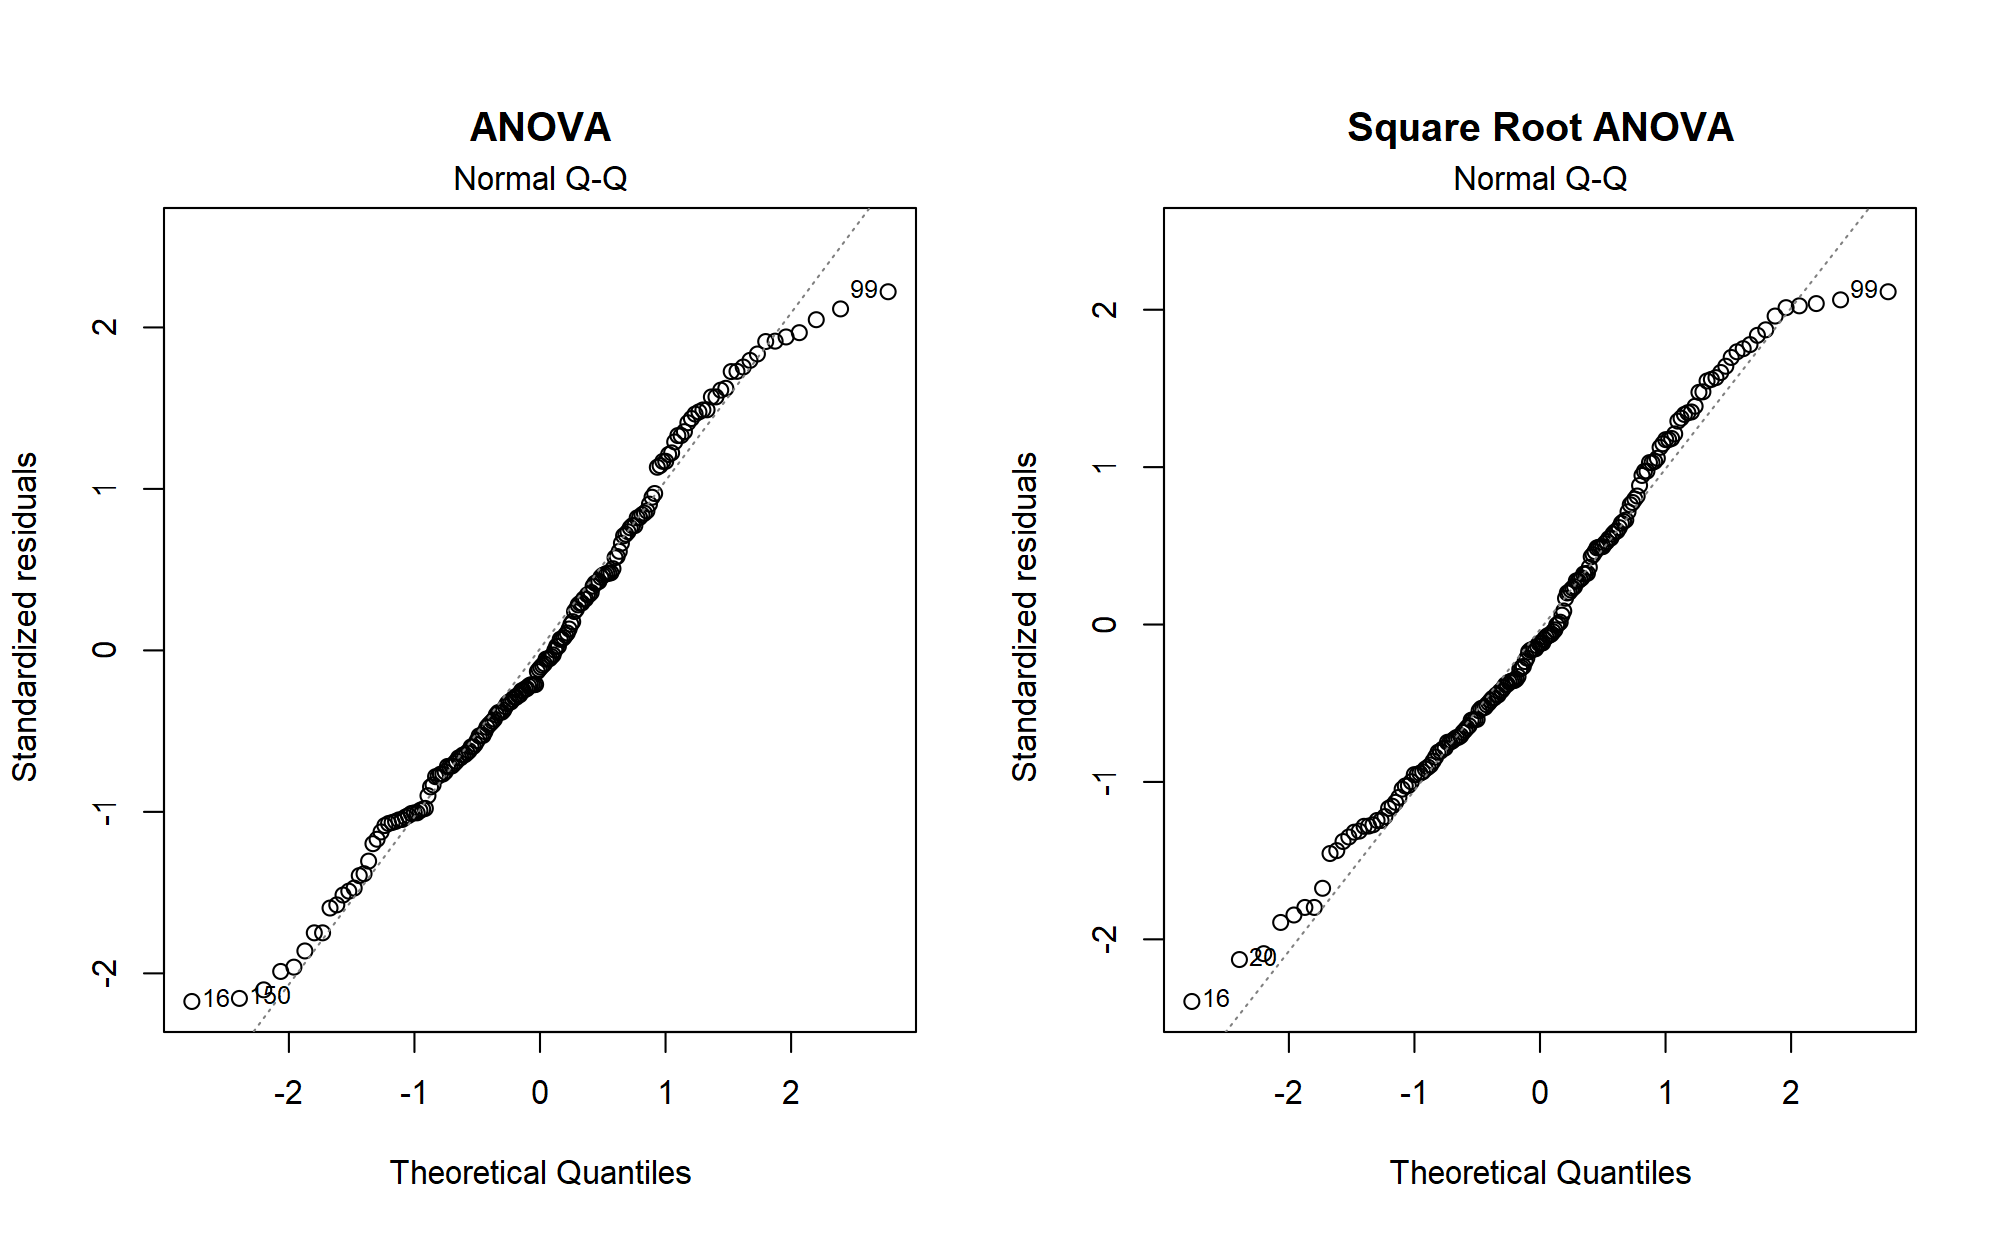 ANOVA
Normal Q-Q
Standardized residuals
2
1
0
-1
-2
99
16
150
-2 -1 0 1 2
Theoretical Quantiles
Square Root ANOVA
Normal Q-Q
Standardized residuals
2
1
0
-1
-2
99
20
16
-2 -1 0 1 2
Theoretical Quantiles